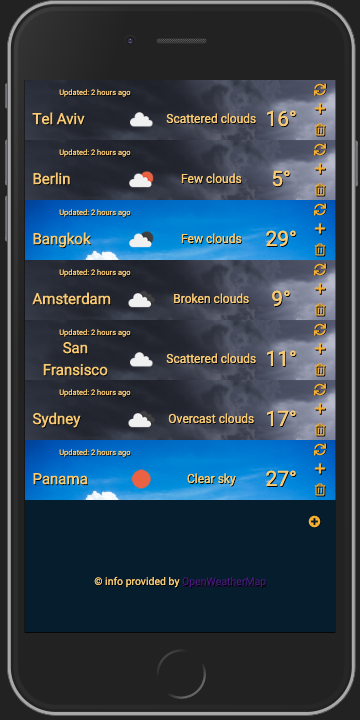 Updated: 2 hours ago
Tel Aviv Scattered clouds 16°
Updated: 2 hours ago
Berlin Few clouds 5°
Updated: 2 hours ago
Bangkok Few clouds 29°
Updated: 2 hours ago
Amsterdam Broken clouds 9°
Updated: 2 hours ago
San
Fransisco Scattered clouds 11°
Updated: 2 hours ago
Sydney Overcast clouds 17°
Updated: 2 hours ago
Panama Clear sky 27°
© info provided by OpenWeatherMap